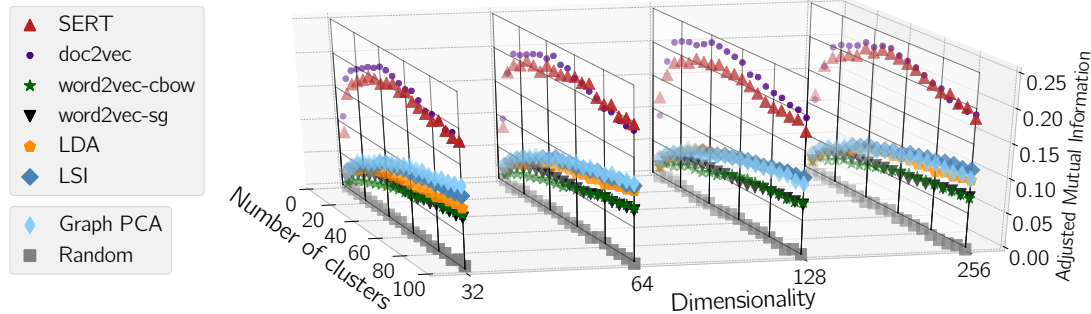 SERT
doc2vec
word2vec-cbow
word2vec-sg
LDA
LSI
Graph PCA
Random
Number of clusters
0
20
40
60
80
100
32
64
128
256
Dimensionality
0.25
0.20
0.15
0.10
0.05
0.00
Adjusted Mutual Information